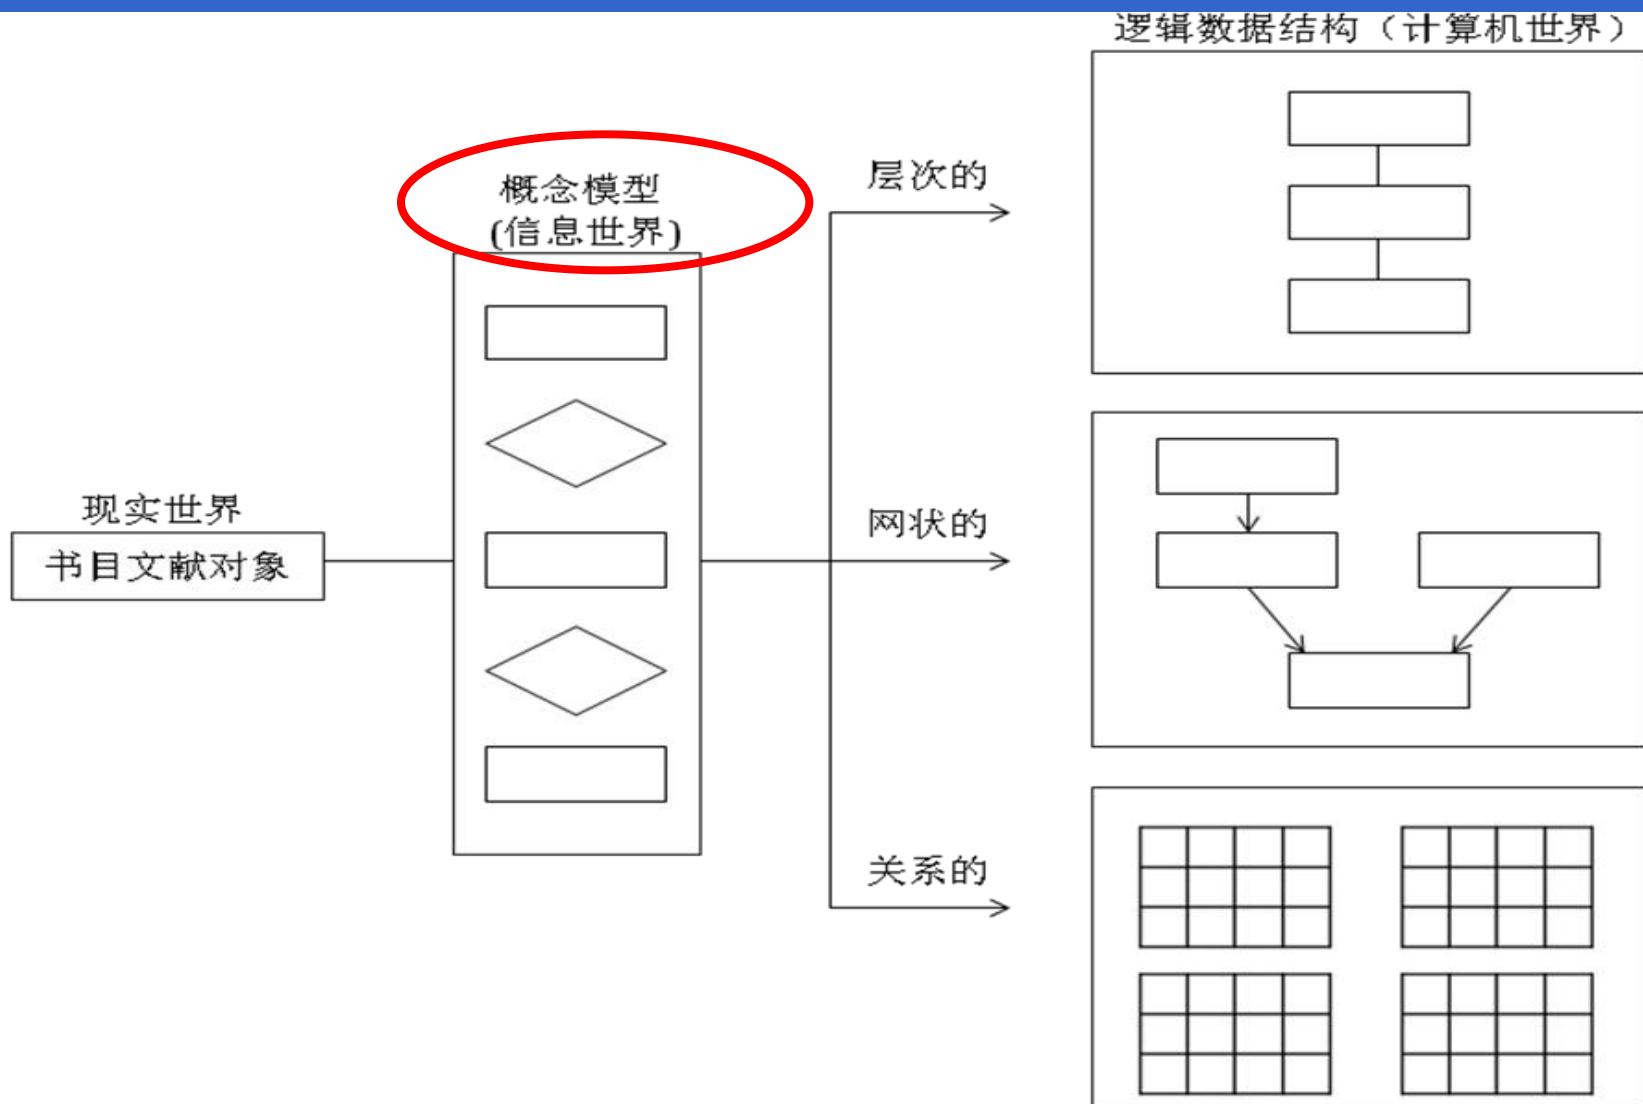 逻辑数据结构（计算机世界）
概念模型
(信息世界)
层次的
现实世界
书目文献对象
网状的
关系的